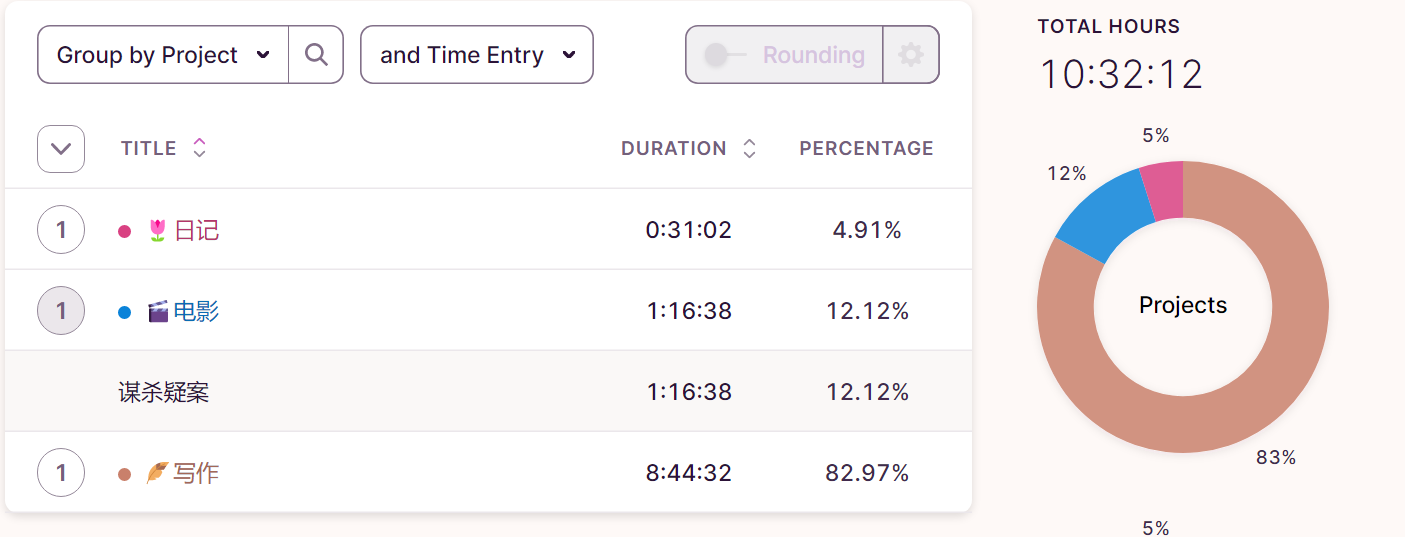 Group by Project
and Time Entry
Rounding
TOTAL HOURS
10:32:12
TITLE DURATION PERCENTAGE
1 日记 0:31:02 4.91%
1 电影 1:16:38 12.12%
谋杀疑案 1:16:38 12.12%
1 写作 8:44:32 82.97%
5%
12%
Projects
83%
5%